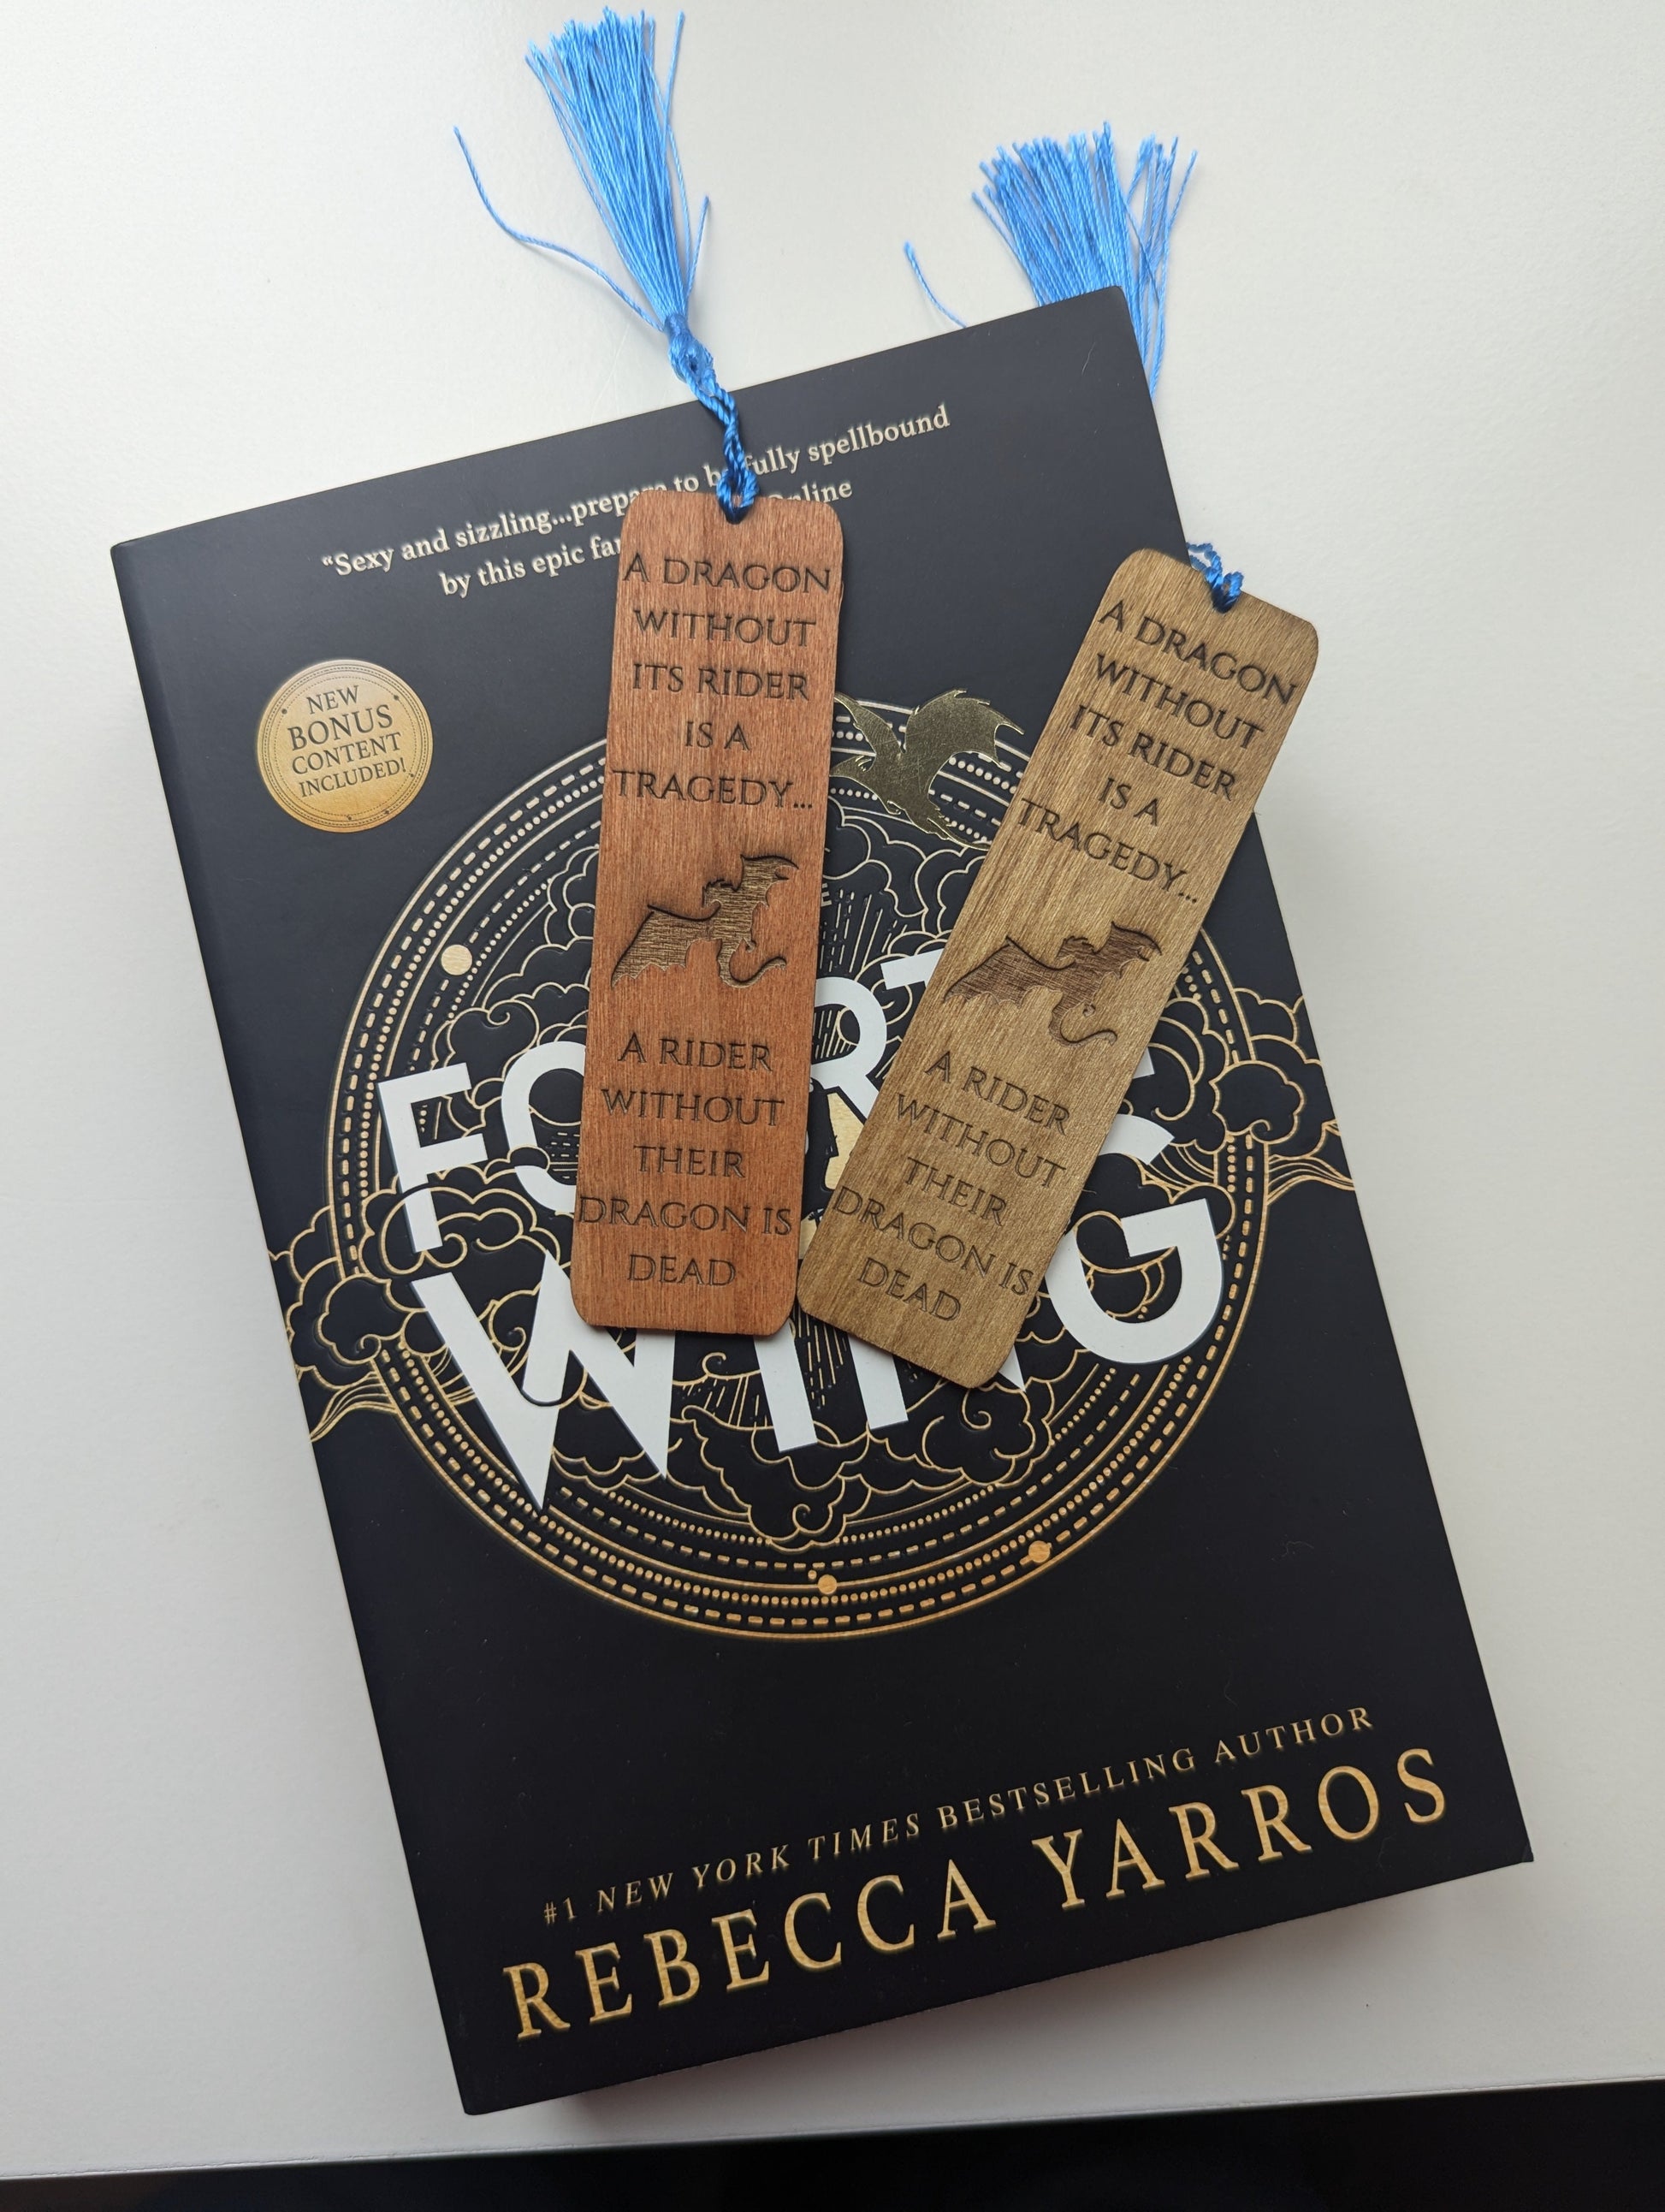 “Sexy and sizzling...prepare to be fully spellbound
by this epic
NEW
BONUS
CONTENT
INCLUDED!
A DRAGON
WITHOUT
ITS RIDER
IS A
TRAGEDY...
A RIDER
WITHOUT
THEIR
DRAGON IS
DEAD
A DRAGON
WITHOUT
ITS RIDER
IS A
TRAGEDY...
A RIDER
WITHOUT
THEIR
DRAGON IS
DEAD
WING
#1 NEW YORK TIMES BESTSELLING AUTHOR
REBECCA YARROS